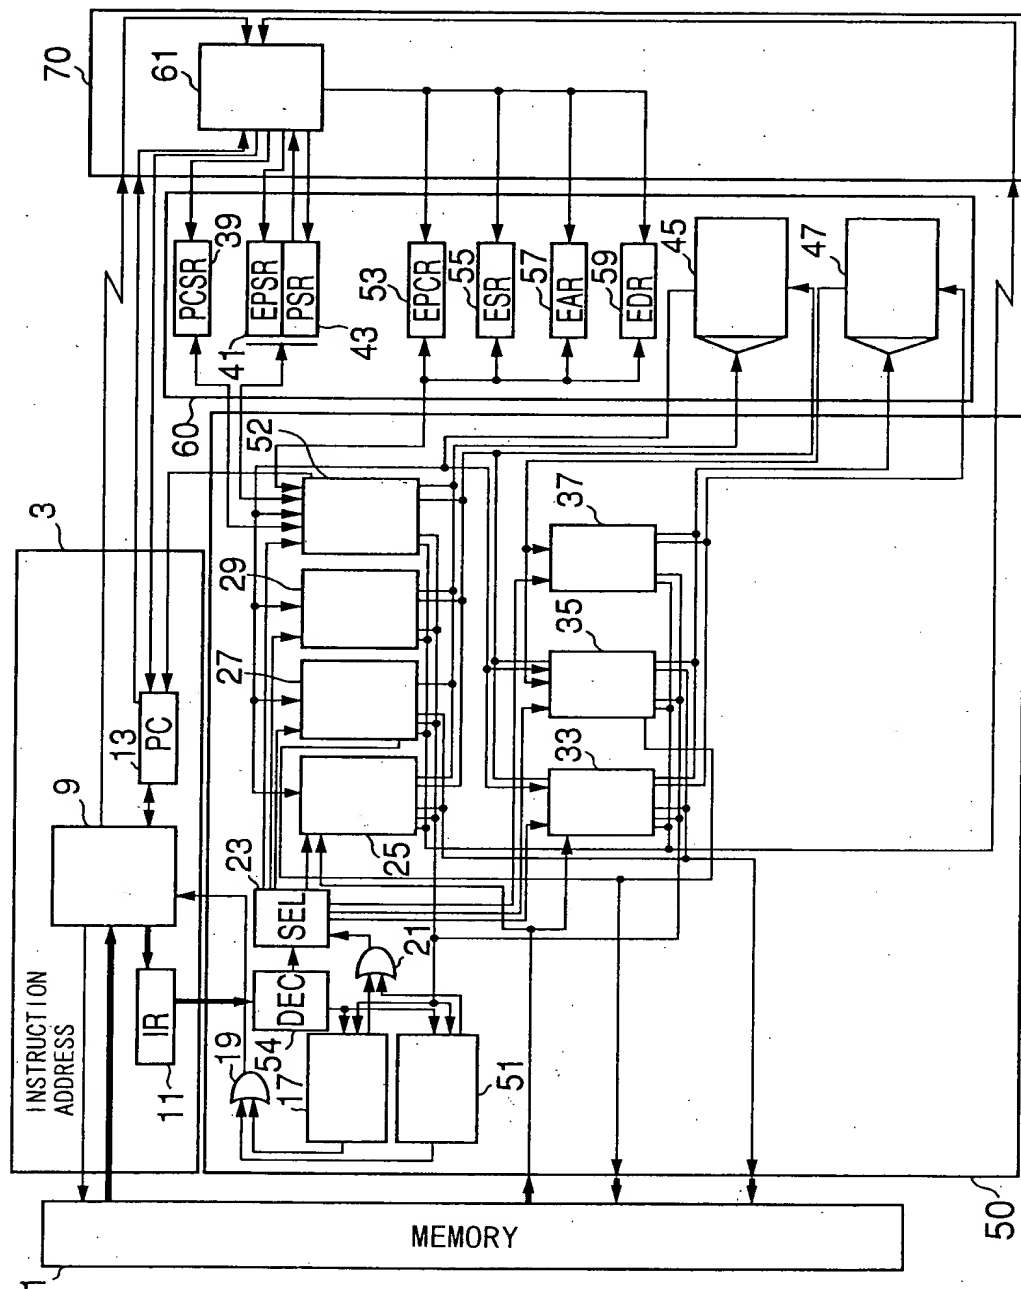 70
61
PCSR
39
EPSR
41
PSR
43
53
EPCR
55
ESR
57
EAR
59
EDR
45
47
60
3
INSTRUCTION
ADDRESS
9
13
PC
IR
11
52
29
27
25
23
SEL
DEC
54
21
19
17
51
37
35
33
50
MEMORY
1